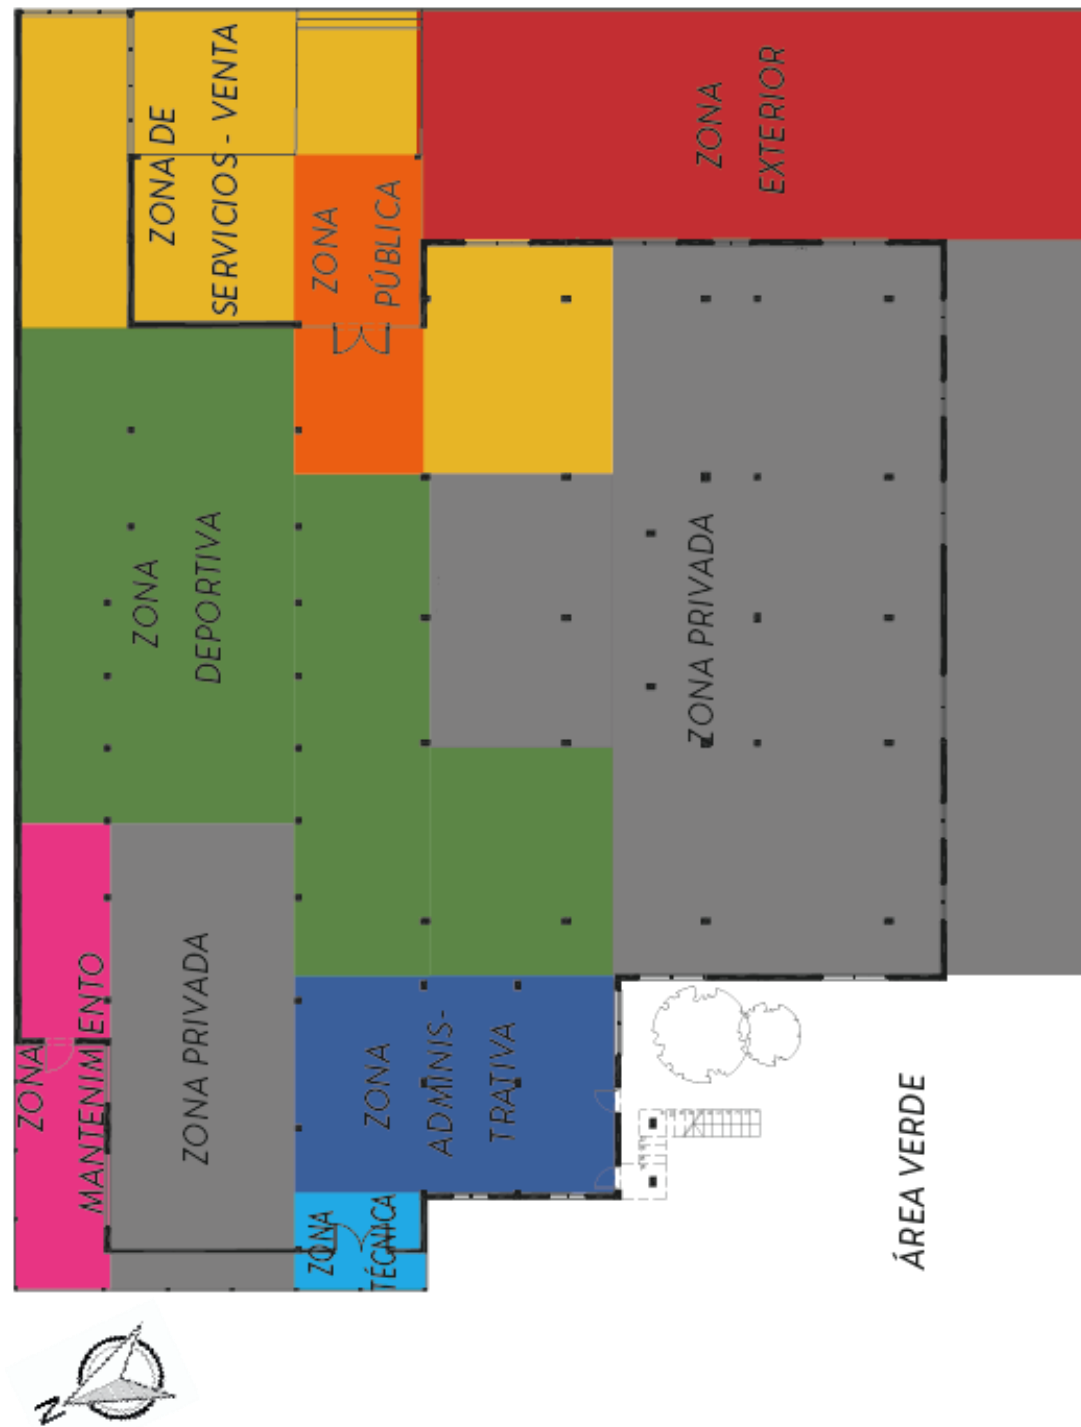 ZONA DE
SERVICIOS - VENTA
ZONA
PÚBLICA
ZONA
EXTERIOR
ZONA
DEPORTIVA
ZONA PRIVADA
ZONA
MANTENIMIENTO
ZONA PRIVADA
ZONA
ADMINIS-
TRATIVA
ZONA
TÉCNICA
ÁREA VERDE
N